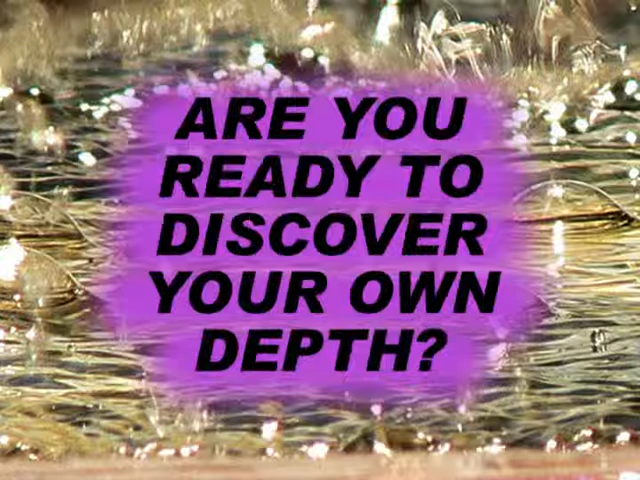 ARE YOU
READY TO
DISCOVER
YOUR OWN
DEPTH?